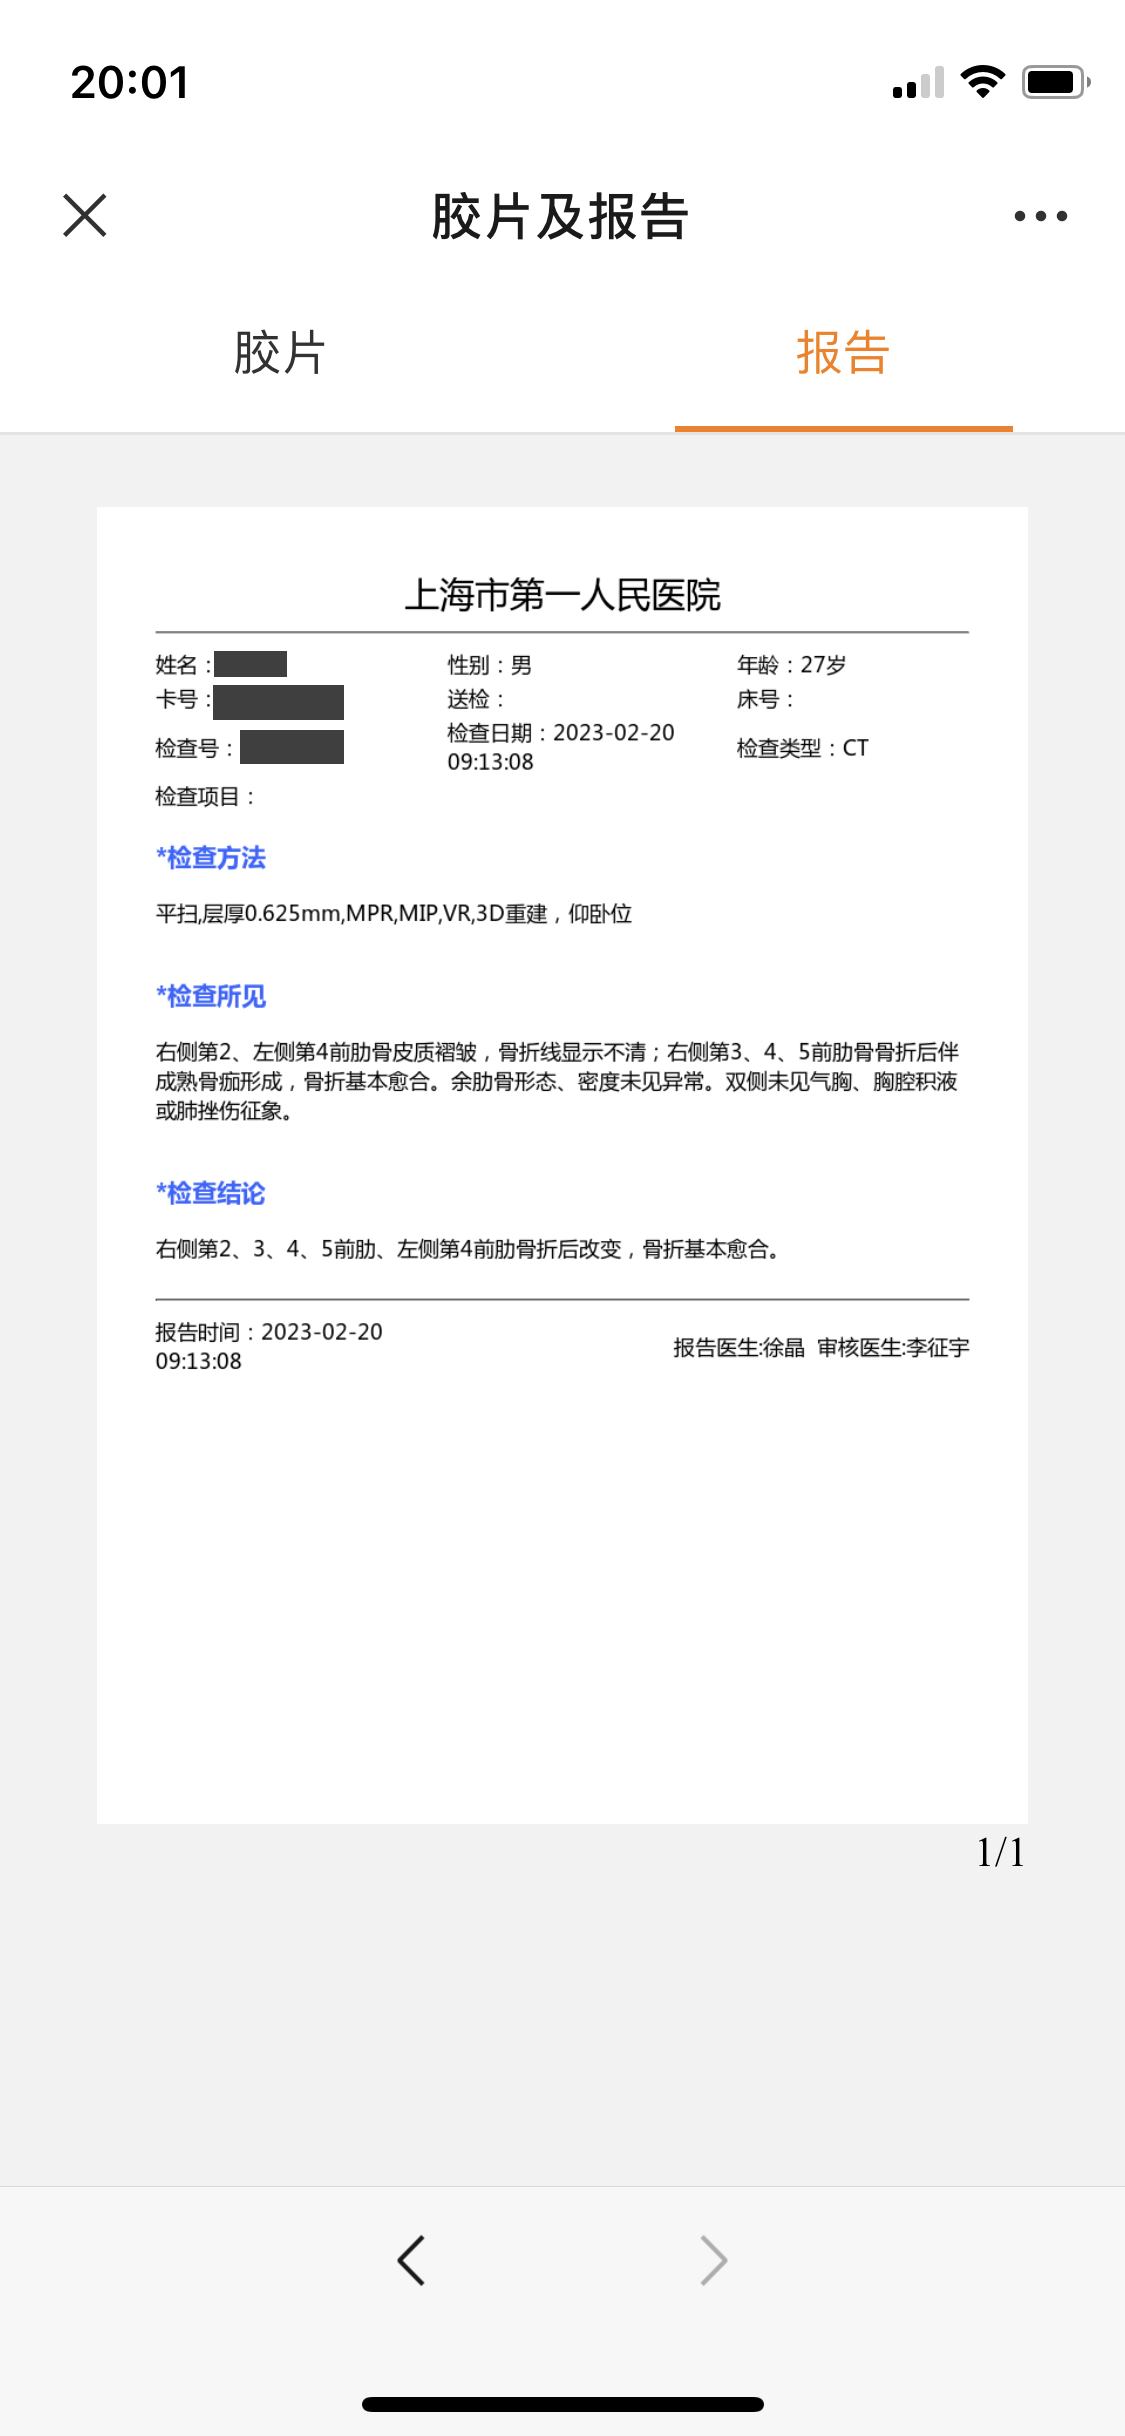 20:01
胶片及报告
胶片
报告
上海市第一人民医院
姓名：
性别：男
年龄：27岁
卡号：
送检：
床号：
检查号：
检查日期：2023-02-20
09:13:08
检查类型：CT
检查项目：
*检查方法
平扫,层厚0.625mm,MPR,MIP,VR,3D重建，仰卧位
*检查所见
右侧第2、左侧第4前肋骨皮质褶皱，骨折线显示不清；右侧第3、4、5前肋骨骨折后伴
成熟骨痂形成，骨折基本愈合。余肋骨形态、密度未见异常。双侧未见气胸、胸腔积液
或肺挫伤征象。
*检查结论
右侧第2、3、4、5前肋、左侧第4前肋骨折后改变，骨折基本愈合。
报告时间：2023-02-20
09:13:08
报告医生:徐晶 审核医生:李征宇
1/1